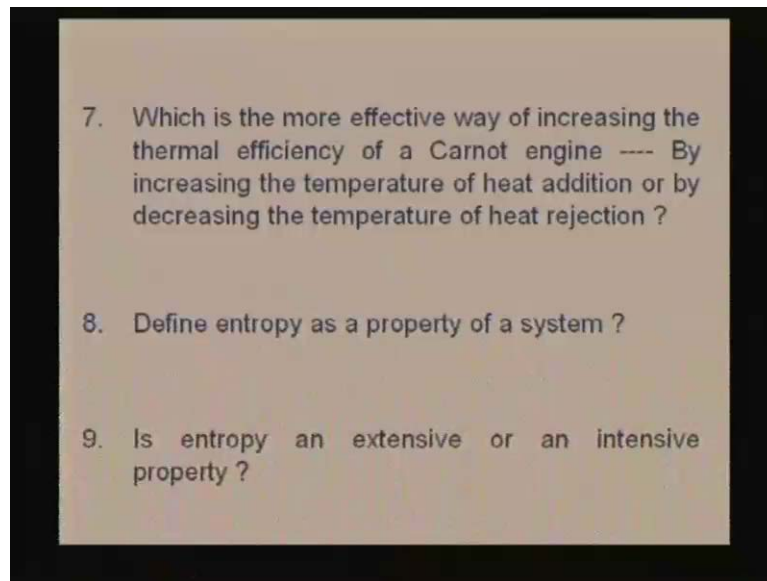 7. Which is the more effective way of increasing the
thermal efficiency of a Carnot engine ---- By
increasing the temperature of heat addition or by
decreasing the temperature of heat rejection ?
8. Define entropy as a property of a system ?
9. Is entropy an extensive or an intensive
property ?